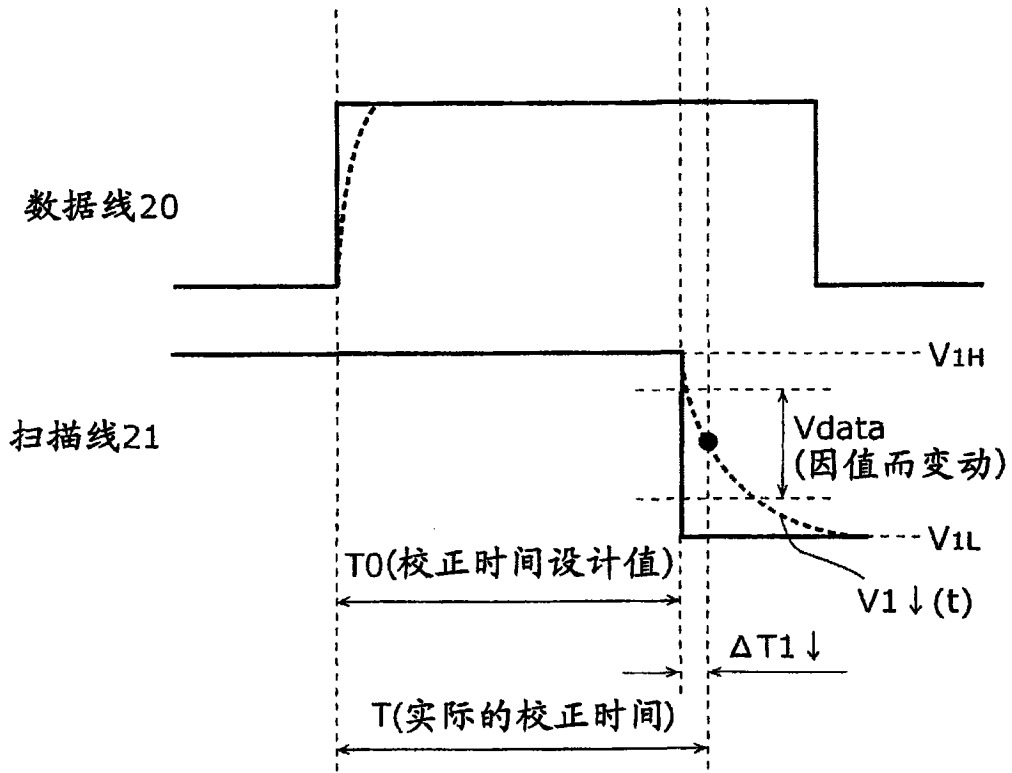 数据线20
V1H
扫描线21
Vdata
(因值而变动)
V1L
T0(校正时间设计值)
V1↓(t)
ΔT1↓
T(实际的校正时间)